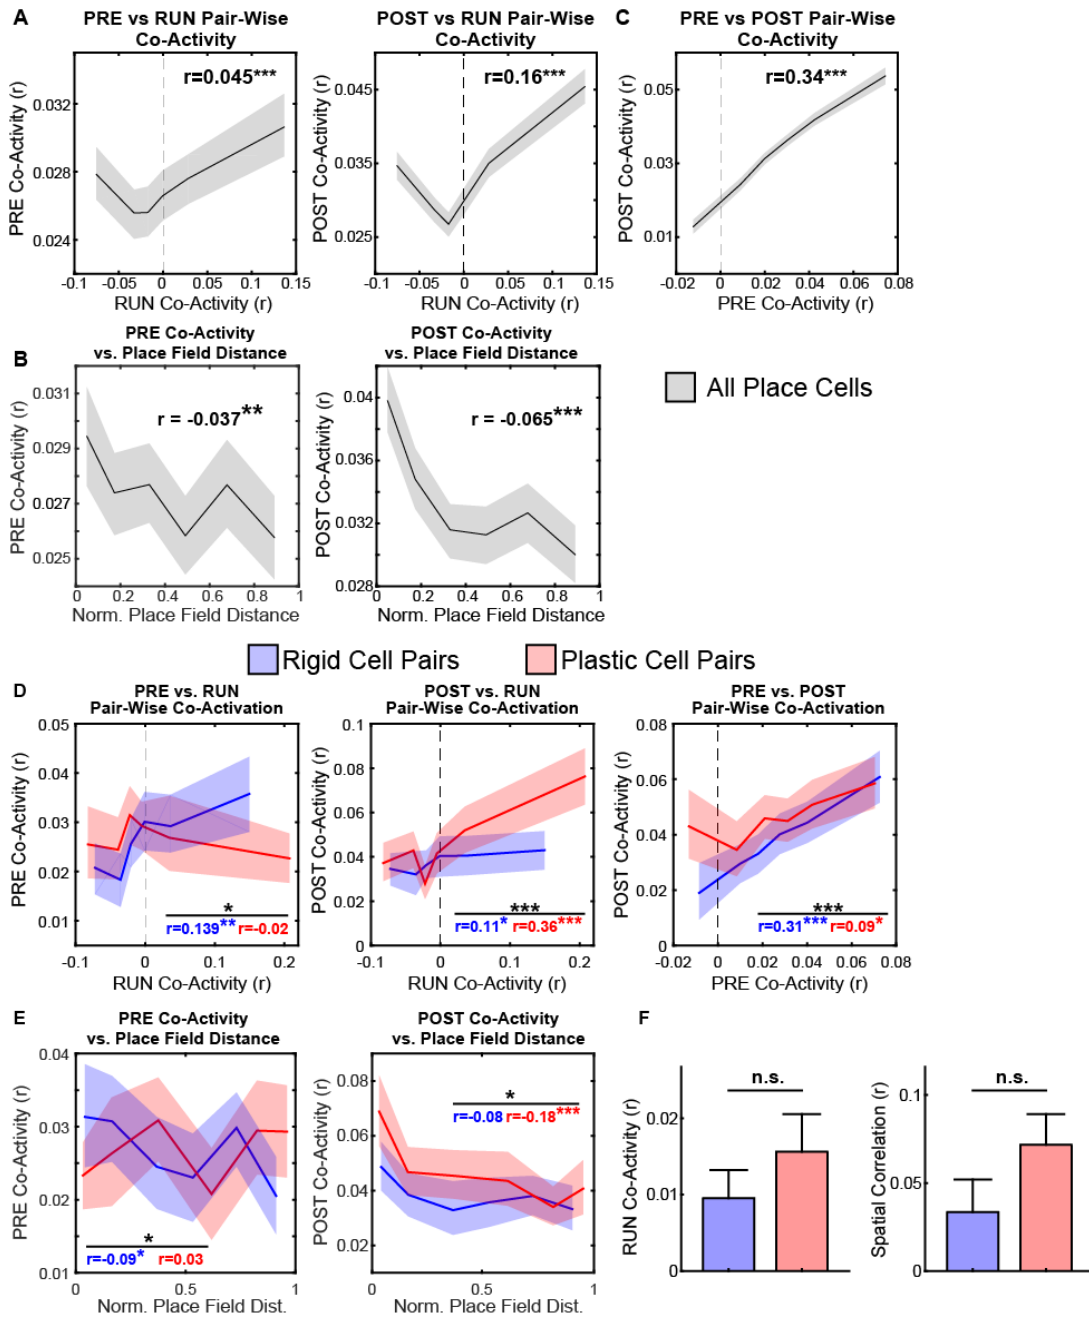 A
PRE vs RUN Pair-Wise
Co-Activity
r=0.045***
PRE Co-Activity (r)
0.032
0.028
0.024
-0.1 -0.05 0 0.05 0.1 0.15
RUN Co-Activity (r)
POST vs RUN Pair-Wise
Co-Activity
r=0.16***
POST Co-Activity (r)
0.045
0.035
0.025
-0.1 -0.05 0 0.05 0.1 0.15
RUN Co-Activity (r)
C
PRE vs POST Pair-Wise
Co-Activity
r=0.34***
POST Co-Activity (r)
0.05
0.03
0.01
-0.02 0 0.02 0.04 0.06 0.08
PRE Co-Activity (r)
B
PRE Co-Activity
vs. Place Field Distance
r = -0.037**
PRE Co-Activity (r)
0.031
0.029
0.027
0.025
0 0.2 0.4 0.6 0.8 1
Norm. Place Field Distance
POST Co-Activity
vs. Place Field Distance
r = -0.065***
POST Co-Activity (r)
0.04
0.036
0.032
0.028
0 0.2 0.4 0.6 0.8 1
Norm. Place Field Distance
All Place Cells
Rigid Cell Pairs
Plastic Cell Pairs
D
PRE vs. RUN
Pair-Wise Co-Activation
PRE Co-Activity (r)
0.05
0.04
0.03
0.02
0.01
*
r=0.139** r=-0.02
-0.1 0 0.1 0.2
RUN Co-Activity (r)
POST vs. RUN
Pair-Wise Co-Activation
POST Co-Activity (r)
0.1
0.08
0.06
0.04
0.02
0
***
r=0.11* r=0.36***
-0.1 0 0.1 0.2
RUN Co-Activity (r)
PRE vs. POST
Pair-Wise Co-Activation
POST Co-Activity (r)
0.08
0.06
0.04
0.02
0
***
r=0.31*** r=0.09*
-0.02 0 0.02 0.04 0.06 0.08
PRE Co-Activity (r)
E
PRE Co-Activity
vs. Place Field Distance
PRE Co-Activity (r)
0.04
0.03
0.02
0.01
*
r=-0.09* r=0.03
0 0.5 1
Norm. Place Field Dist.
POST Co-Activity
vs. Place Field Distance
POST Co-Activity (r)
0.08
0.06
0.04
0.02
*
r=-0.08 r=-0.18***
0 0.5 1
Norm. Place Field Dist.
F
n.s.
RUN Co-Activity (r)
0.02
0.01
0
n.s.
Spatial Correlation (r)
0.1
0.05
0